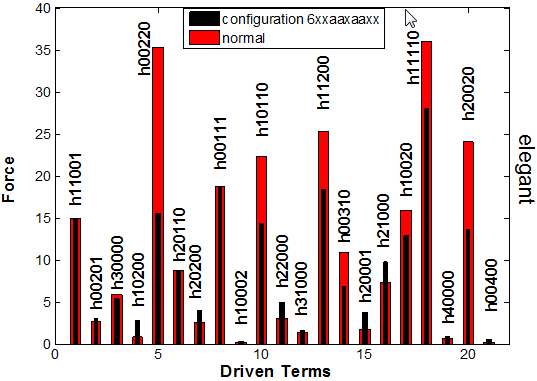 configuration 6xxaaxaaxx
normal
Force
40
35
30
25
20
15
10
5
0
h11001
h00201
h30000
h10200
h00220
h20110
h20200
h00111
h10002
h10110
h22000
h31000
h11200
h00310
h20001
h21000
h10020
h11110
h40000
h20020
h00400
elegant
0
5
10
15
20
Driven Terms